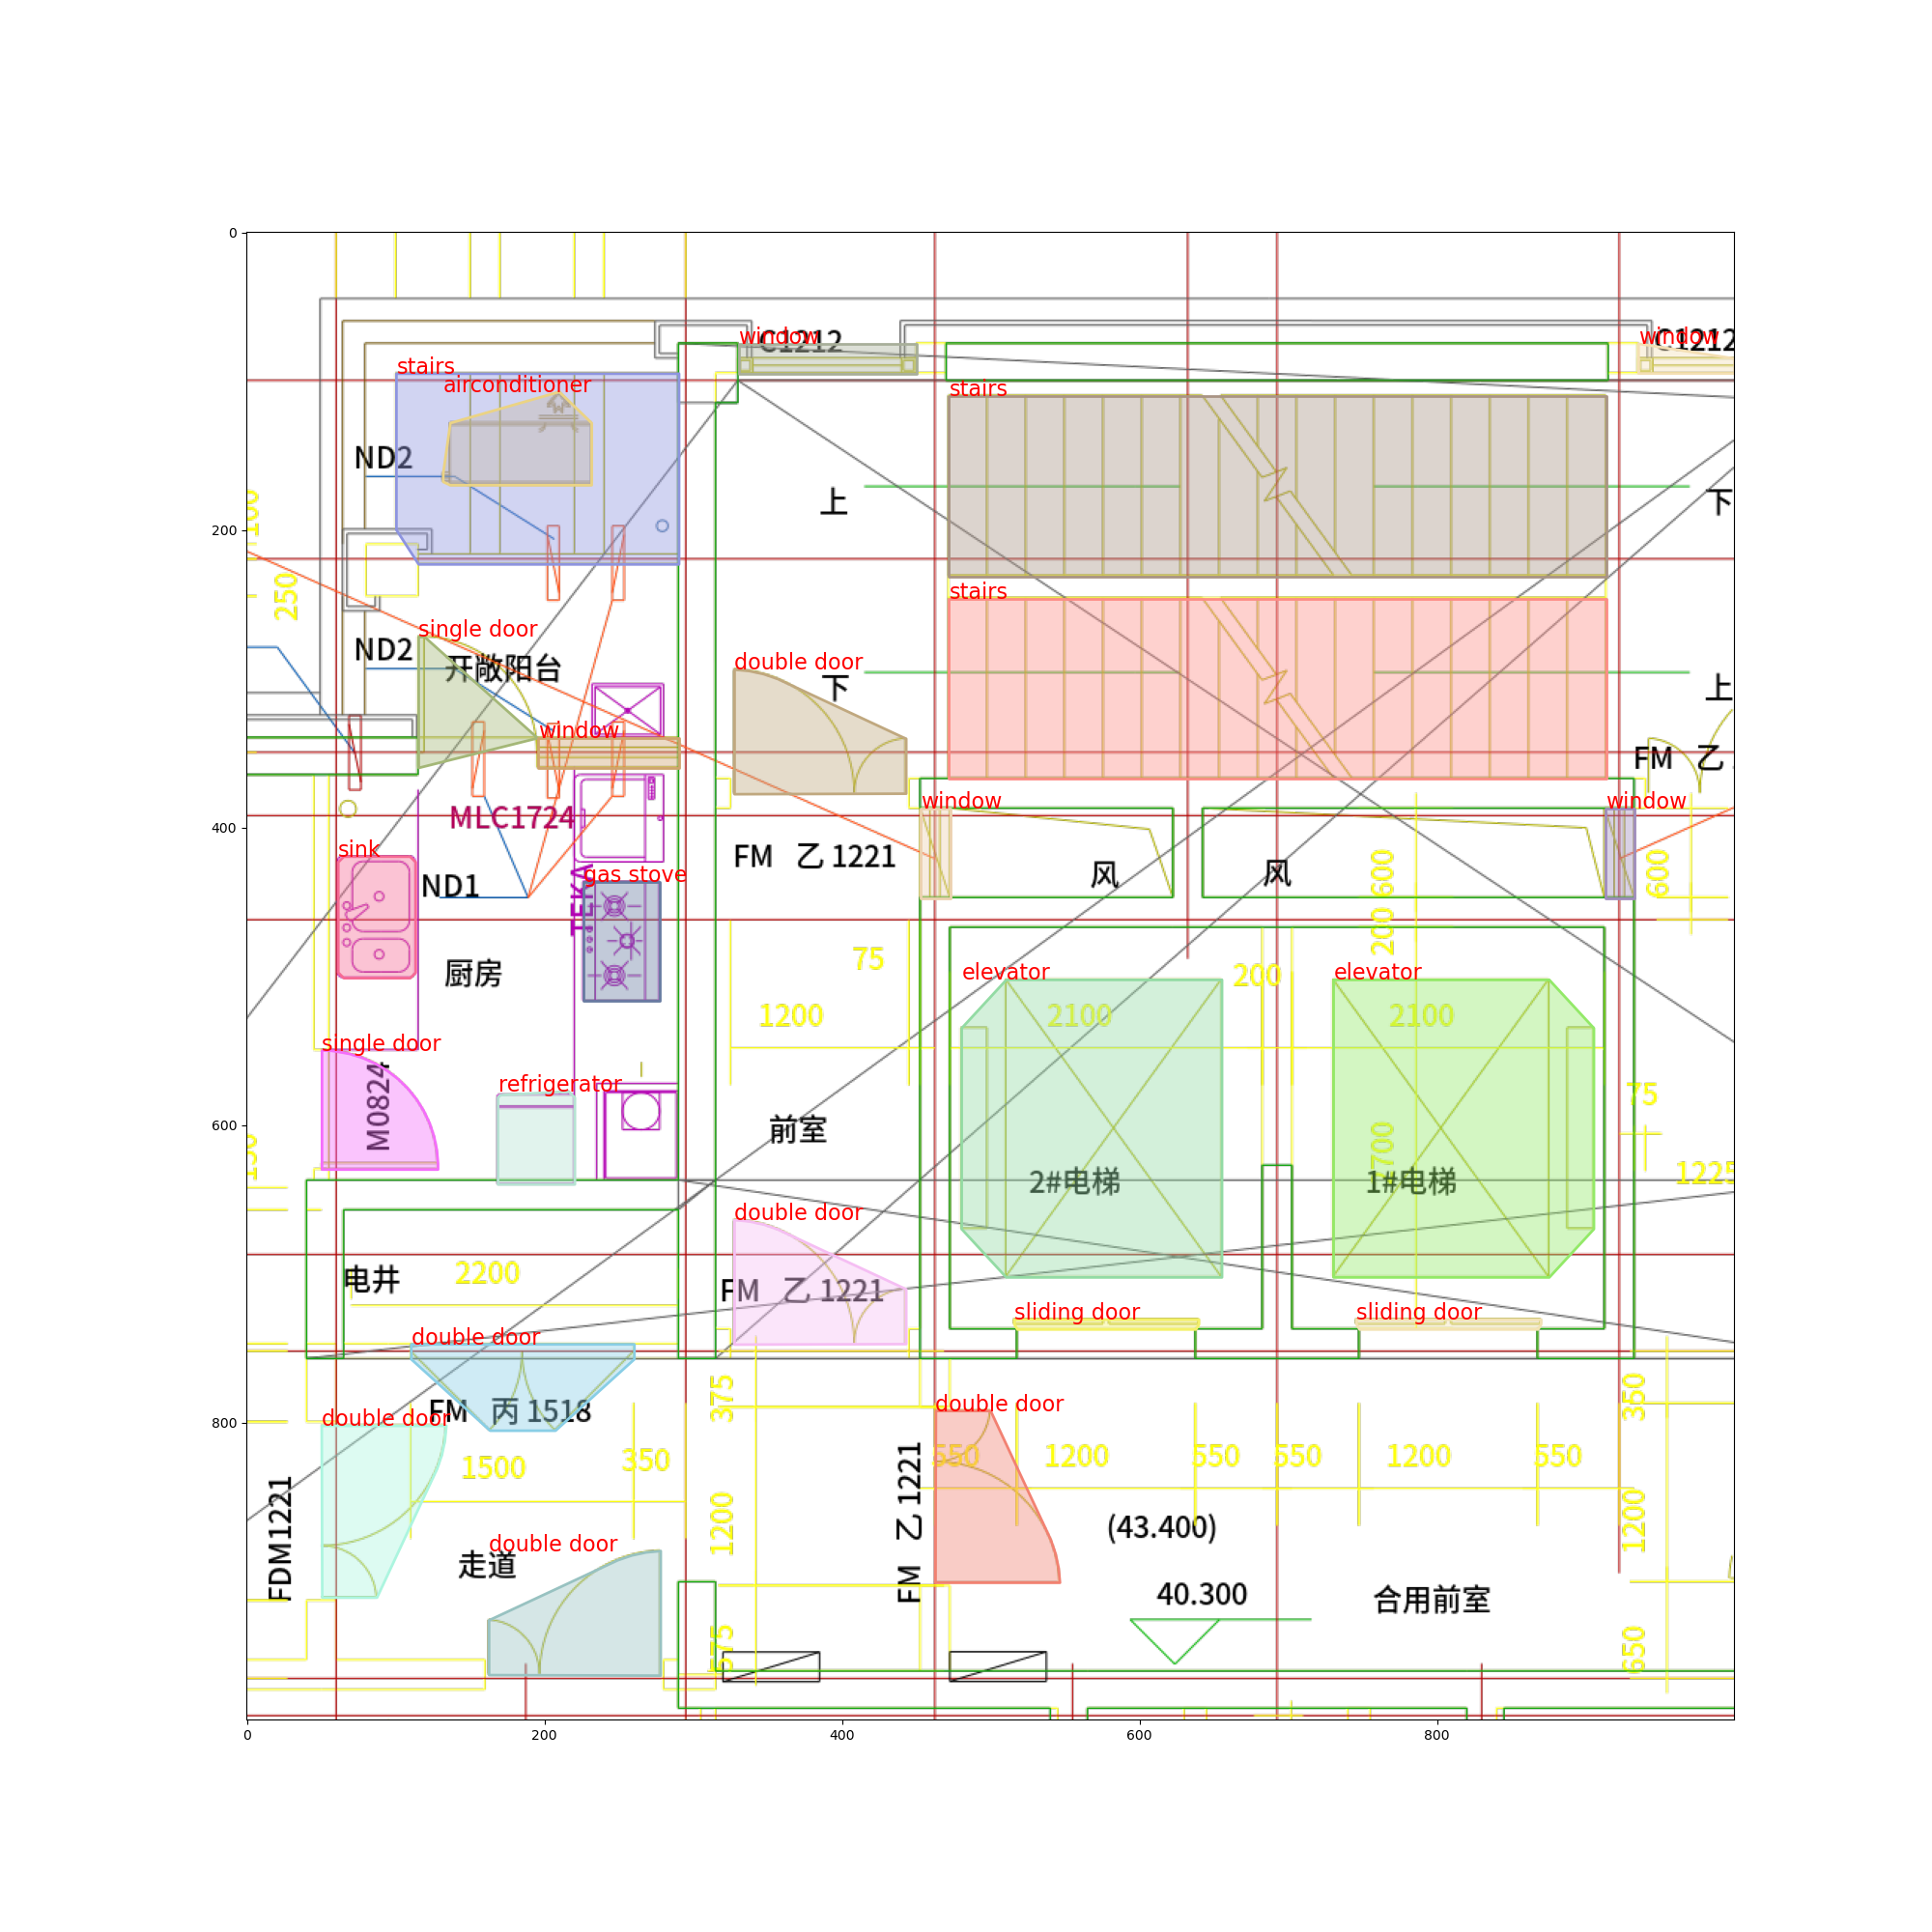 0
window
C1212
window
C1212
stairs
airconditioner
stairs
ND2
上
下
200
250
stairs
single door
ND2
开敞阳台
double door
下
上
window
FM 乙
MLC1724
window
window
400
sink
FM 乙 1221
风
风
600
600
ND1
gas stove
TEKA
200
厨房
75
elevator
200
elevator
1200
2100
2100
single door
M0824
refrigerator
75
600
前室
2#电梯
1#电梯
1225
double door
电井
2200
FM 乙 1221
sliding door
sliding door
double door
375
350
double door
FM 丙 1518
double door
800
550
1200
550
550
1200
550
1500
350
FDM1221
1200
FM 乙 1221
(43.400)
1200
double door
走道
40.300
合用前室
575
650
0
200
400
600
800